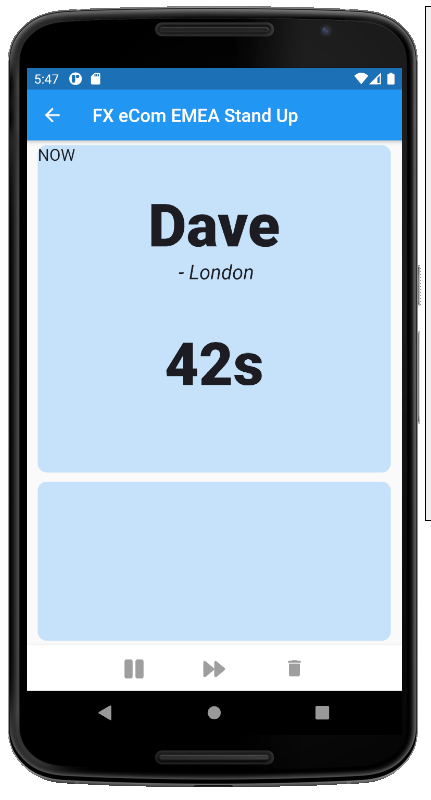 5:47
FX eCom EMEA Stand Up
NOW
Dave
- London
42s